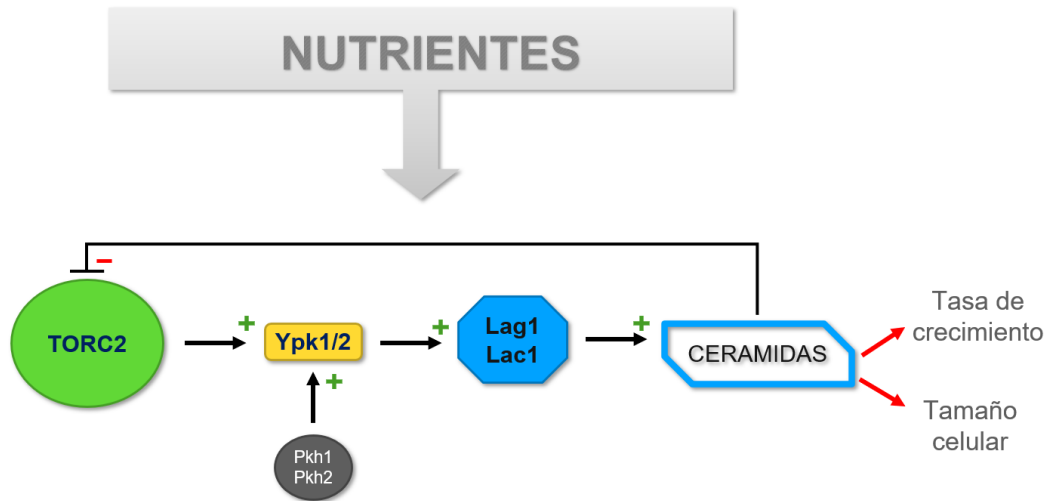 NUTRIENTES
−
TORC2
+
Ypk1/2
+
Lag1
Lac1
+
CERAMIDAS
Tasa de
crecimiento
Tamaño
celular
+
Pkh1
Pkh2